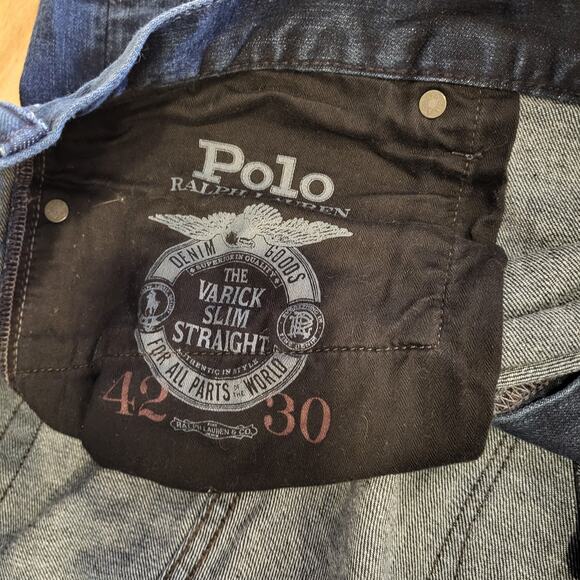 Polo
RALPH LAUREN
DENIM GOODS
SUPERIOR IN QUALITY
THE
VARICK
SLIM
STRAIGHT
AUTHENTIC IN STYLE
FOR ALL PARTS OF THE WORLD
42 30
RALPH LAUREN & CO.